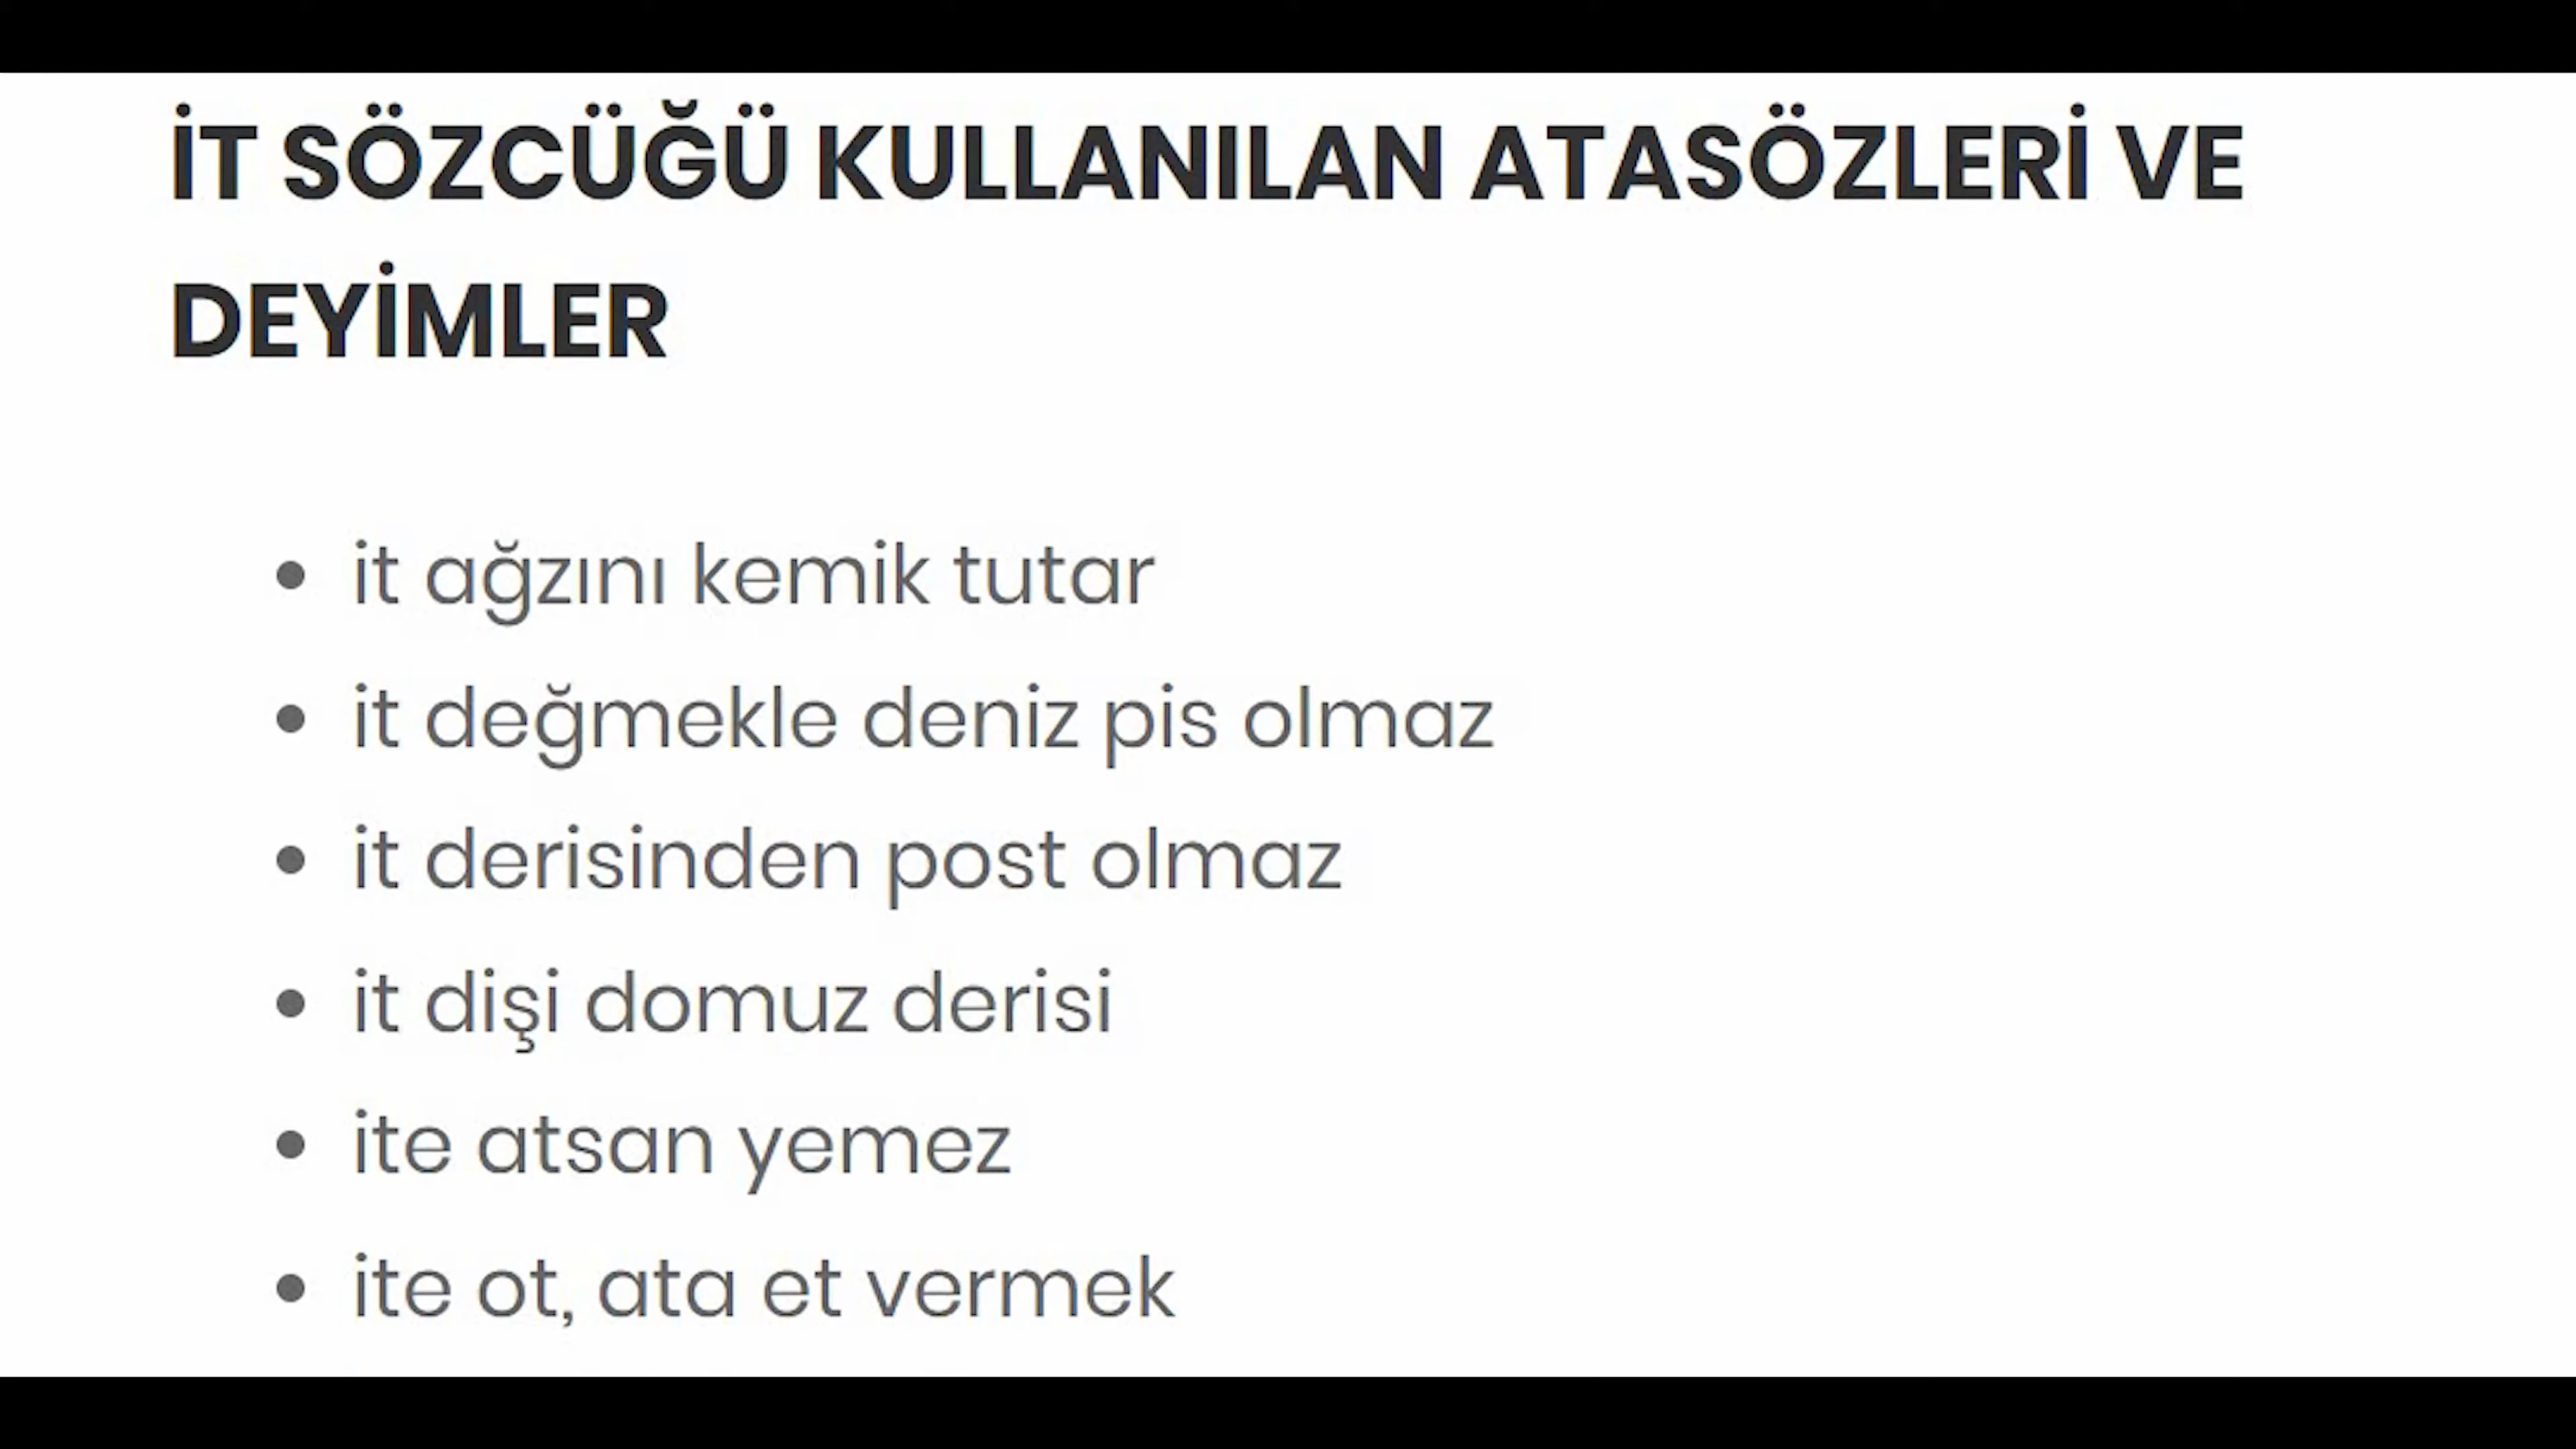 İT SÖZCÜĞÜ KULLANILAN ATASÖZLERİ VE
DEYİMLER
• it ağzını kemik tutar
• it değmekle deniz pis olmaz
• it derisinden post olmaz
• it dişi domuz derisi
• ite atsan yemez
• ite ot, ata et vermek